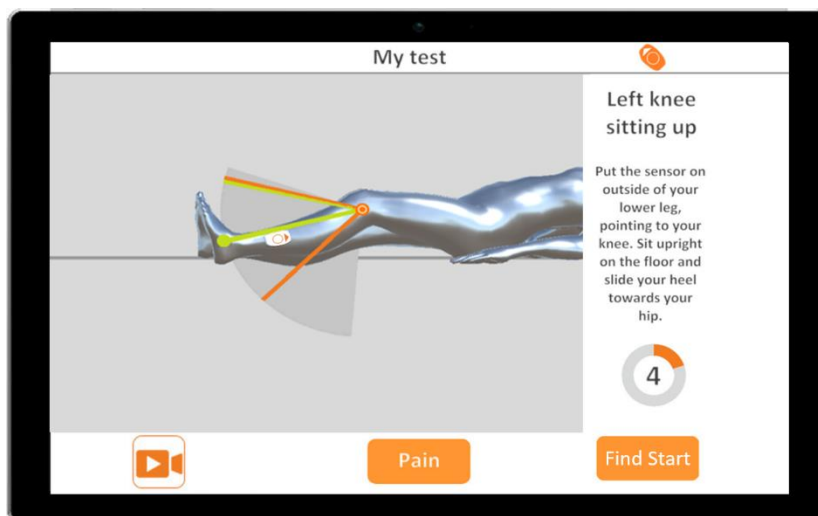 My test
Left knee
sitting up
Put the sensor on
outside of your
lower leg,
pointing to your
knee. Sit upright
on the floor and
slide your heel
towards your
hip.
4
Pain
Find Start